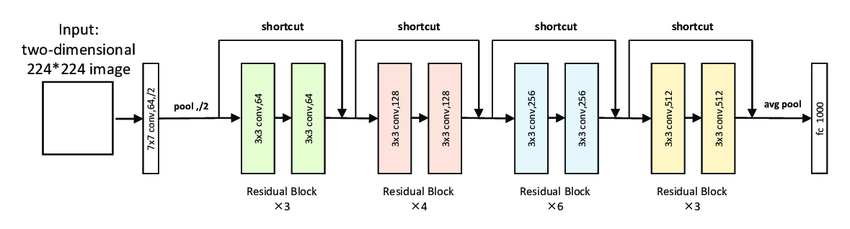 Input:
two-dimensional
224*224 image
7x7 conv,64,/2
pool ,/2
shortcut
3x3 conv,64
3x3 conv,64
Residual Block
×3
shortcut
3x3 conv,128
3x3 conv,128
Residual Block
×4
shortcut
3x3 conv,256
3x3 conv,256
Residual Block
×6
shortcut
3x3 conv,512
3x3 conv,512
Residual Block
×3
avg pool
fc 1000